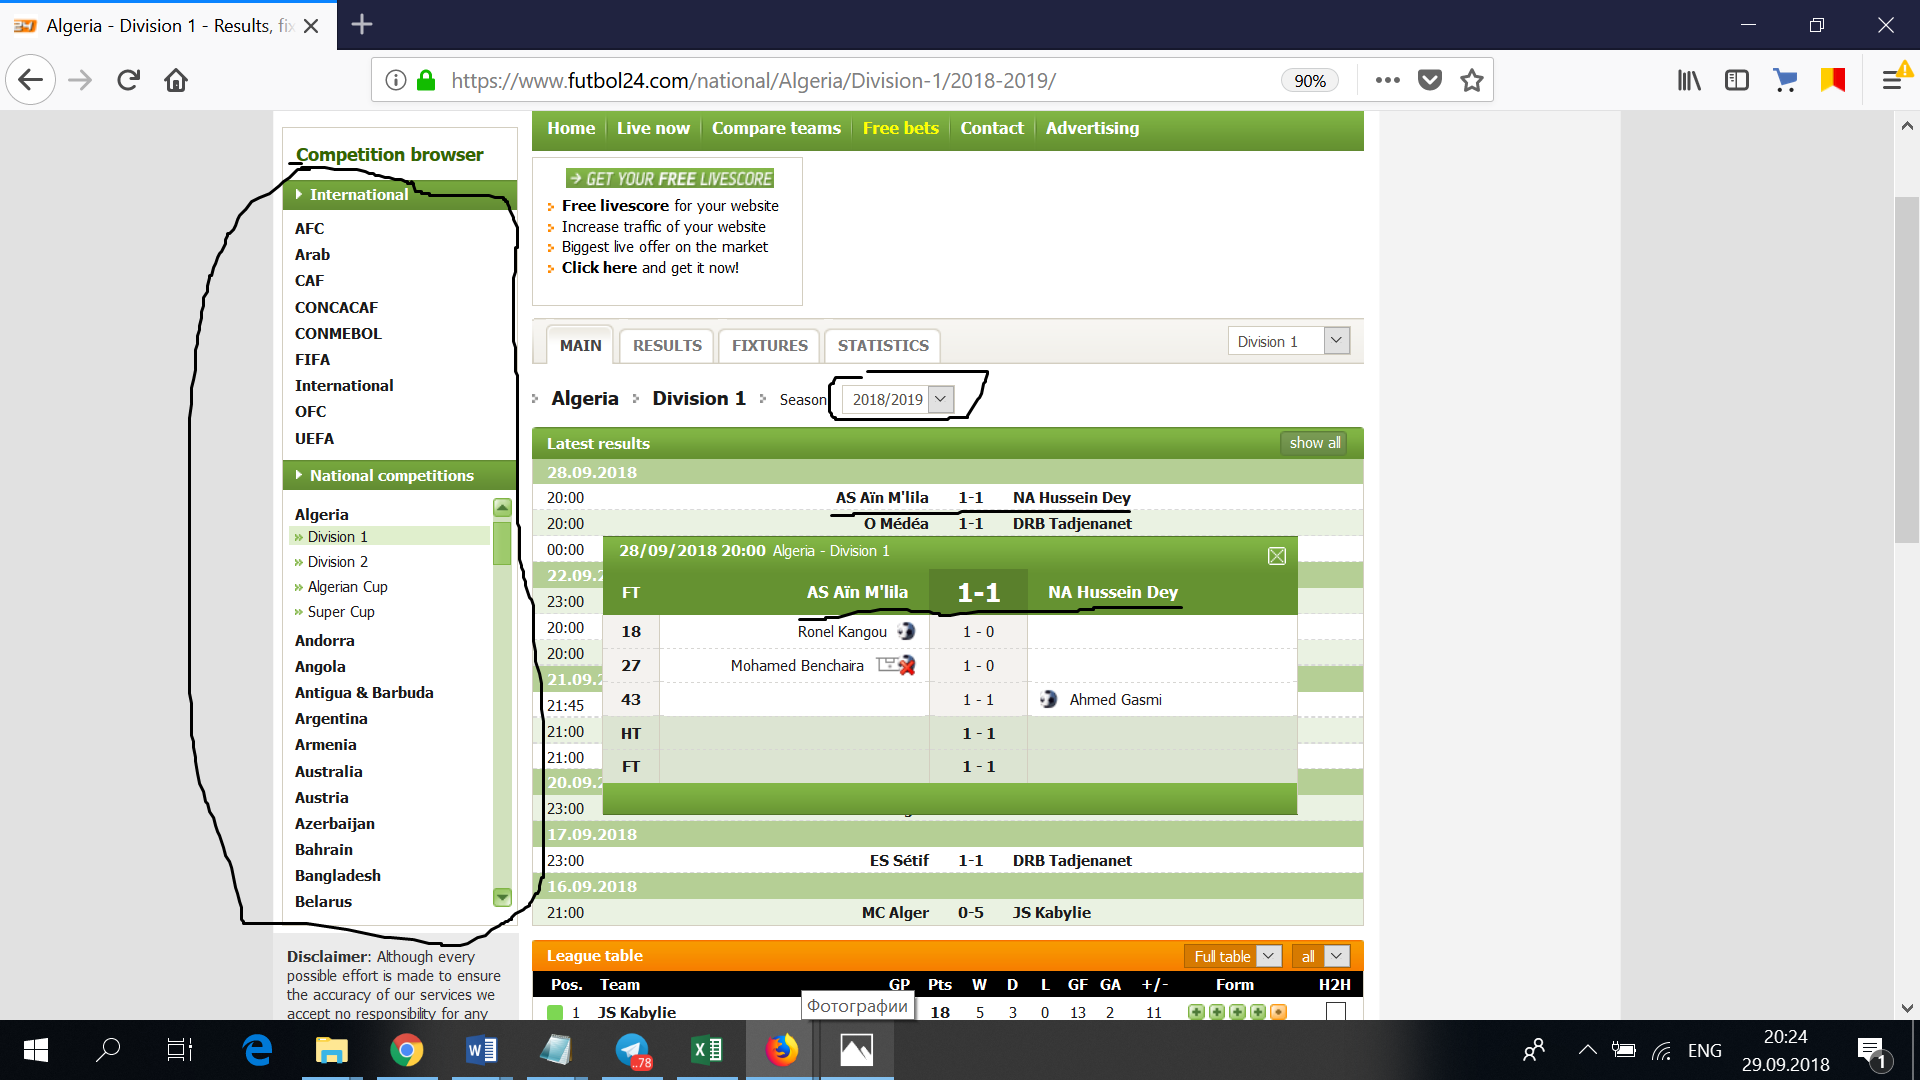 Algeria - Division 1 - Results, fix
https://www.futbol24.com/national/Algeria/Division-1/2018-2019/
90%
Home
Live now
Compare teams
Free bets
Contact
Advertising
Competition browser
International
AFC
Arab
CAF
CONCACAF
CONMEBOL
FIFA
International
OFC
UEFA
National competitions
Algeria
Division 1
Division 2
Algerian Cup
Super Cup
Andorra
Angola
Antigua & Barbuda
Argentina
Armenia
Australia
Austria
Azerbaijan
Bahrain
Bangladesh
Belarus
Disclaimer: Although every
possible effort is made to ensure
the accuracy of our services we
accept no responsibility for any
GET YOUR FREE LIVESCORE
Free livescore for your website
Increase traffic of your website
Biggest live offer on the market
Click here and get it now!
MAIN
RESULTS
FIXTURES
STATISTICS
Division 1
Algeria Division 1 Season 2018/2019
Latest results show all
28.09.2018
20:00 AS Aïn M'lila 1-1 NA Hussein Dey
20:00 O Médéa 1-1 DRB Tadjenanet
00:00
22.09.2
23:00
20:00
20:00
21.09.2
21:45
21:00
21:00
20.09.2
23:00
28/09/2018 20:00 Algeria - Division 1
FT AS Aïn M'lila 1-1 NA Hussein Dey
18 Ronel Kangou 1 - 0
27 Mohamed Benchaira 1 - 0
43 1 - 1 Ahmed Gasmi
HT 1 - 1
FT 1 - 1
17.09.2018
23:00 ES Sétif 1-1 DRB Tadjenanet
16.09.2018
21:00 MC Alger 0-5 JS Kabylie
League table Full table all
Pos. Team GP Pts W D L GF GA +/- Form H2H
1 JS Kabylie 18 5 3 0 13 2 11
Фотографии
..78
ENG
20:24
29.09.2018
1